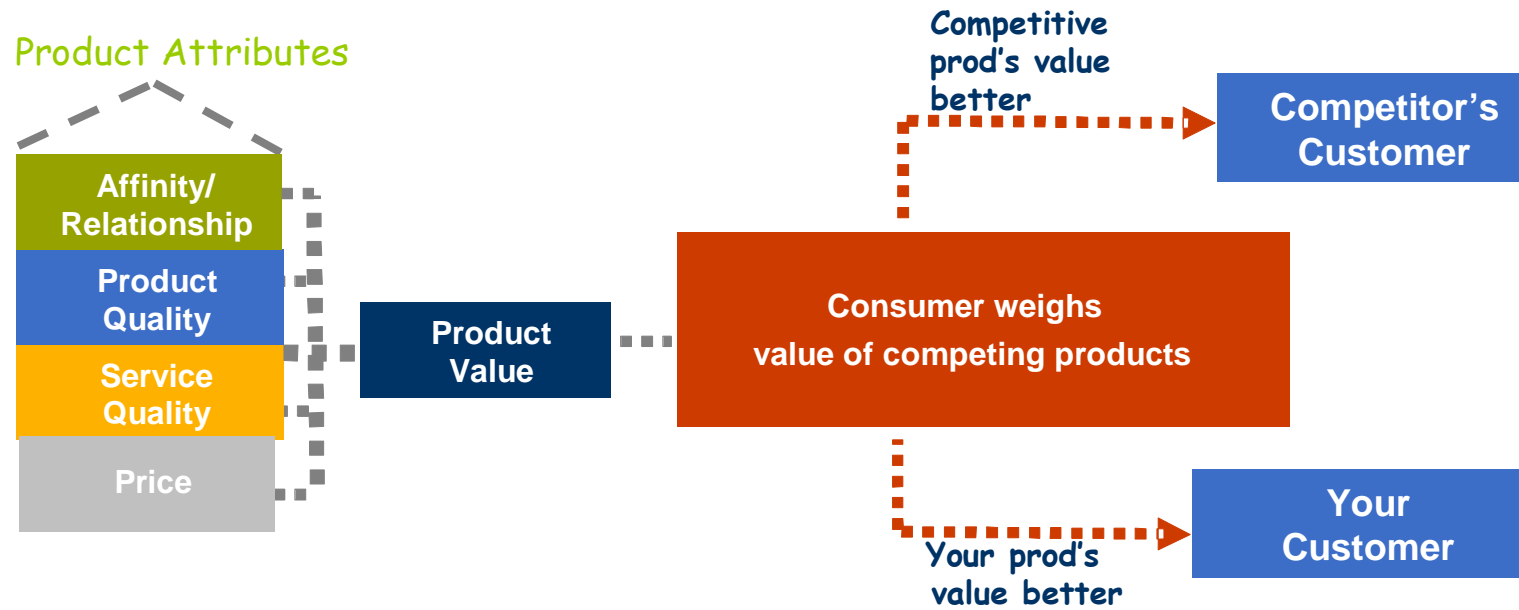 Product Attributes
Affinity/
Relationship
Product
Quality
Service
Quality
Price
Product
Value
Consumer weighs
value of competing products
Competitive
prod's value
better
Competitor's
Customer
Your prod's
value better
Your
Customer